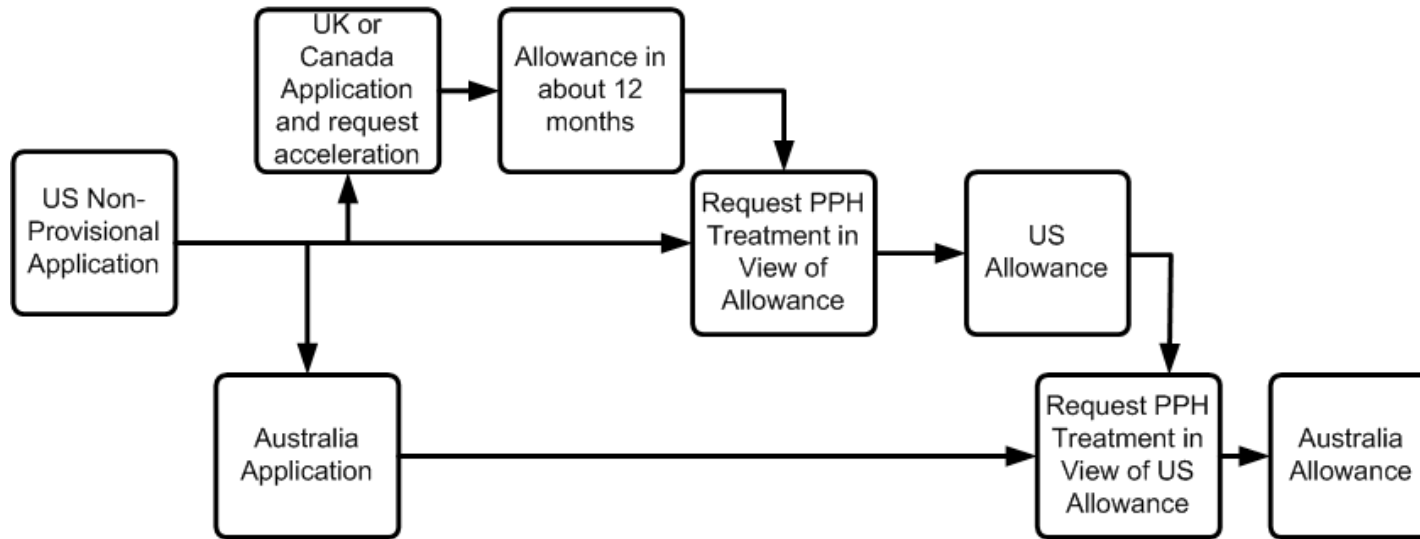 UK or
Canada
Application
and request
acceleration
Allowance in
about 12
months
US Non-
Provisional
Application
Request PPH
Treatment in
View of
Allowance
US
Allowance
Australia
Application
Request PPH
Treatment in
View of US
Allowance
Australia
Allowance